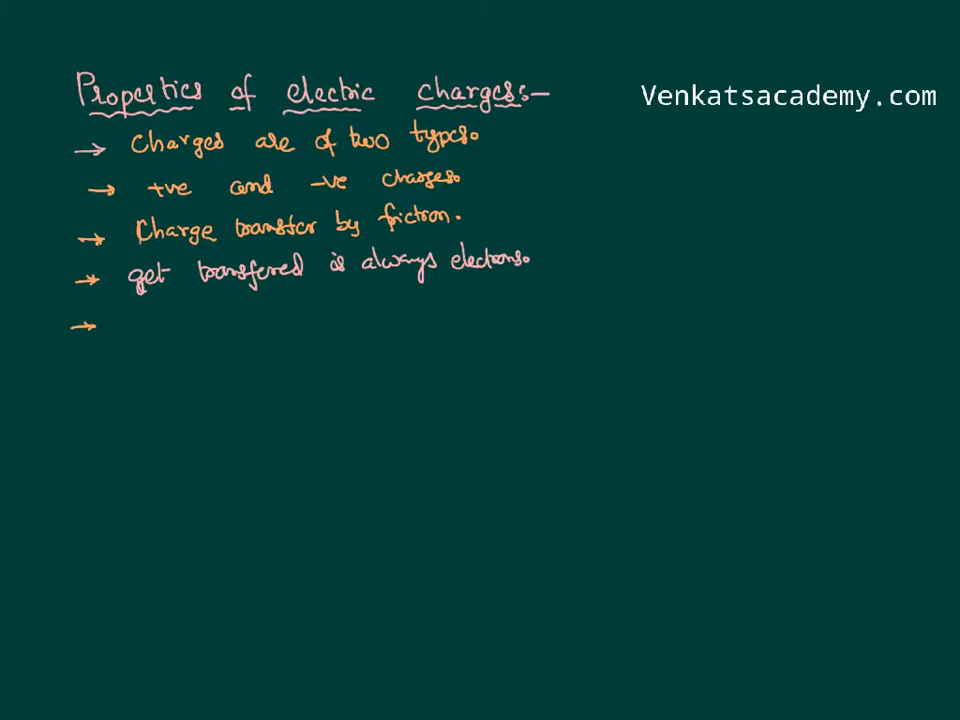 Properties of electric charges:-
Venkatsacademy.com
→ Charges are of two types.
→ +ve and -ve charges.
→ Charge transfer by friction.
→ get transfered is always electrons.
→